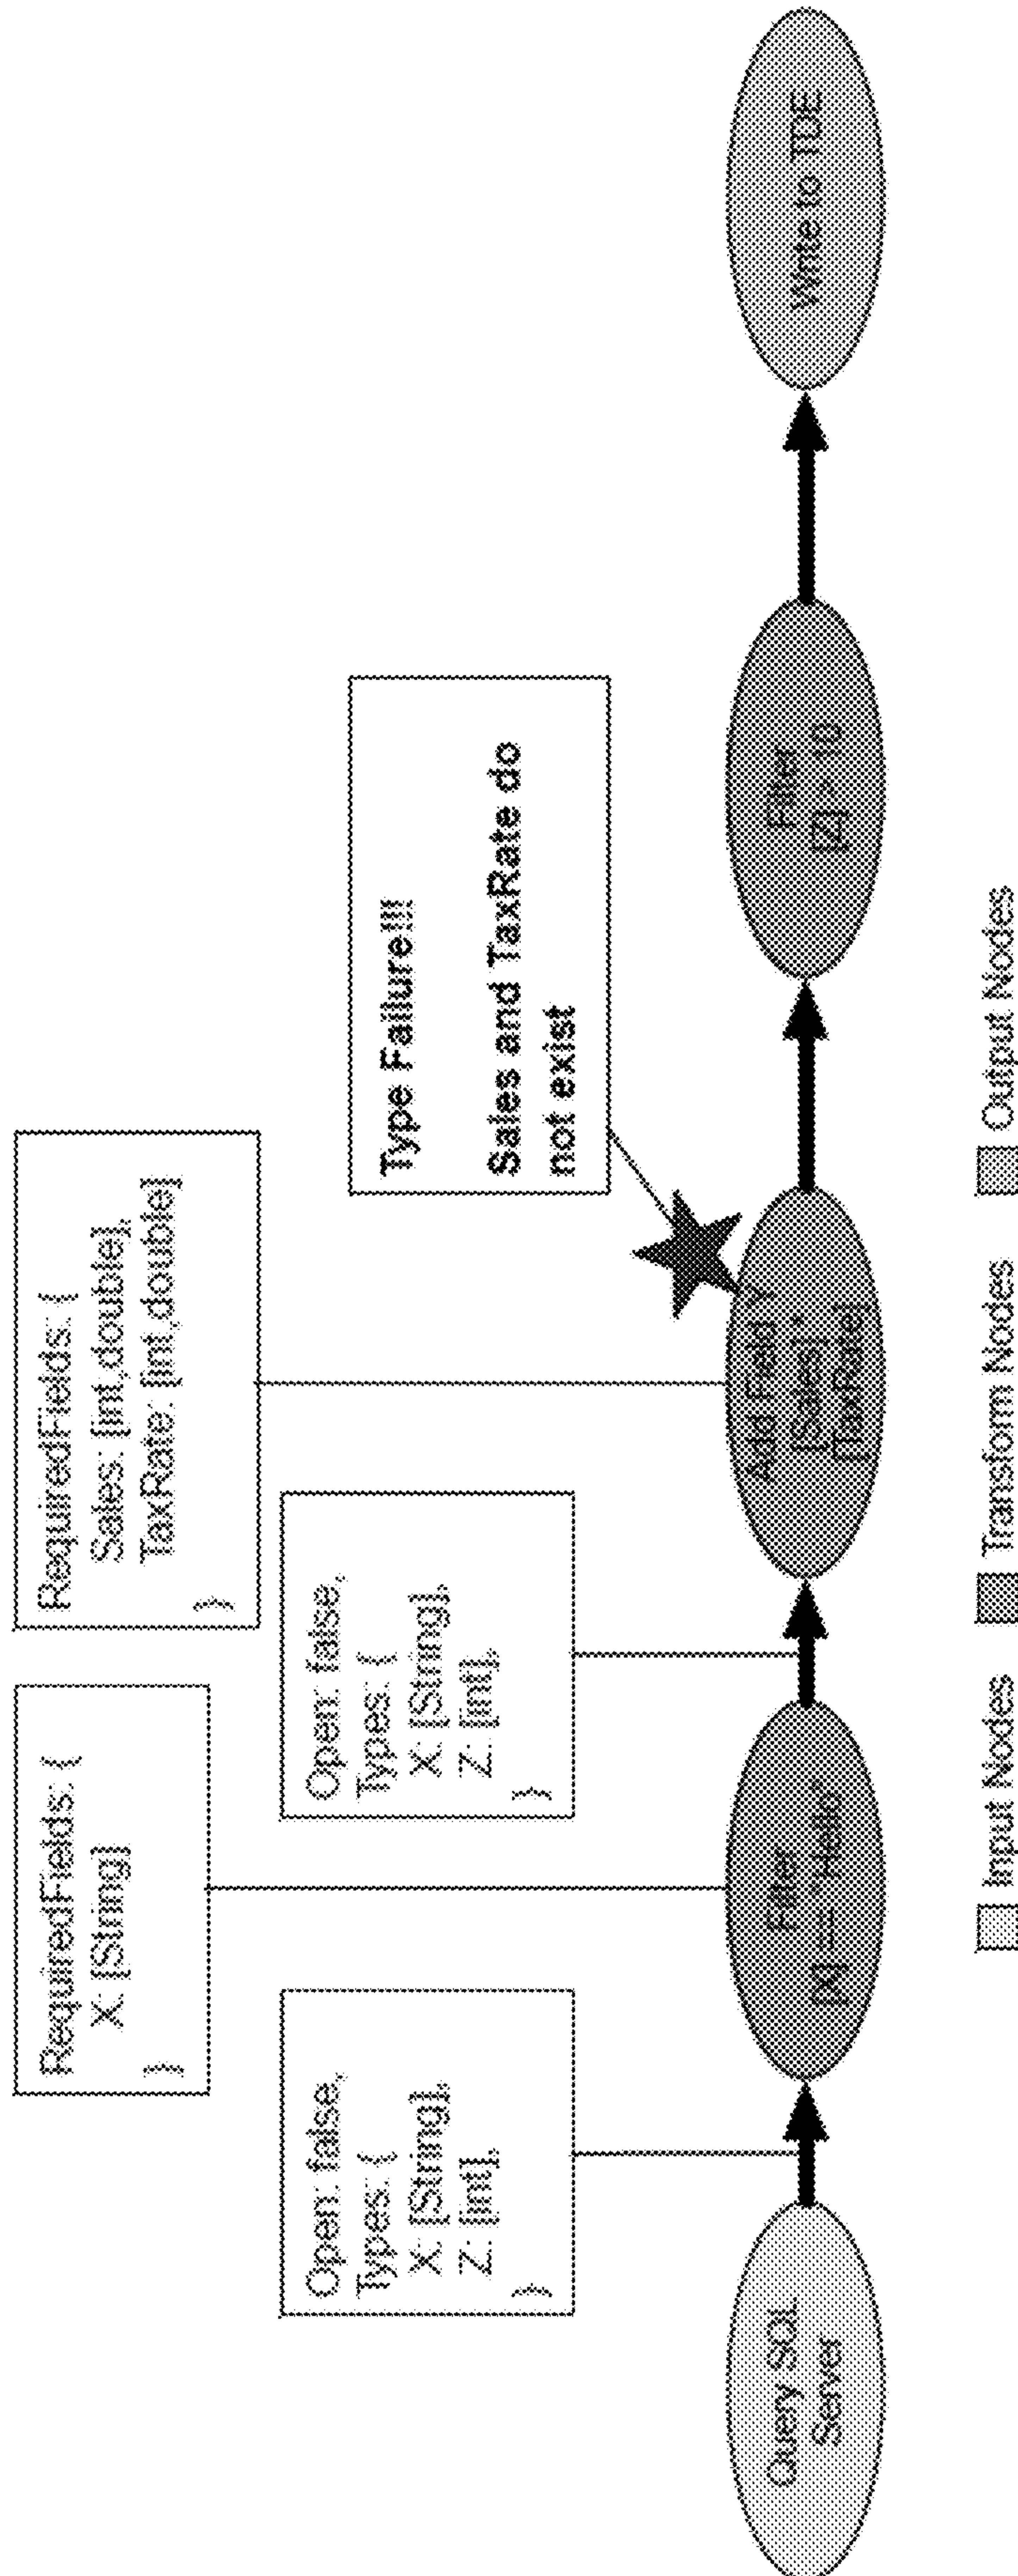 RequiredFields: {
X: [String]
}
RequiredFields: {
Sales: [int,double],
TaxRate: [int,double]
}
Open: false,
Types: {
X: [String],
Z: [int],
}
Open: false,
Types: {
X: [String],
Z: [int],
}
Type Failure!!!
Sales and TaxRate do
not exist
Query SQL
Server
Filter
[X] == "Hello"
Add Field Y
[Sales] *
[TaxRate]
Filter
[Z] > 10
Write to TDE
Input Nodes
Transform Nodes
Output Nodes